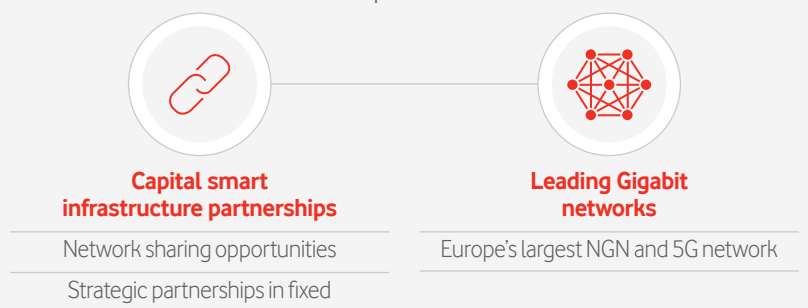 Capital smart
infrastructure partnerships
Network sharing opportunities
Strategic partnerships in fixed
Leading Gigabit
networks
Europe's largest NGN and 5G network